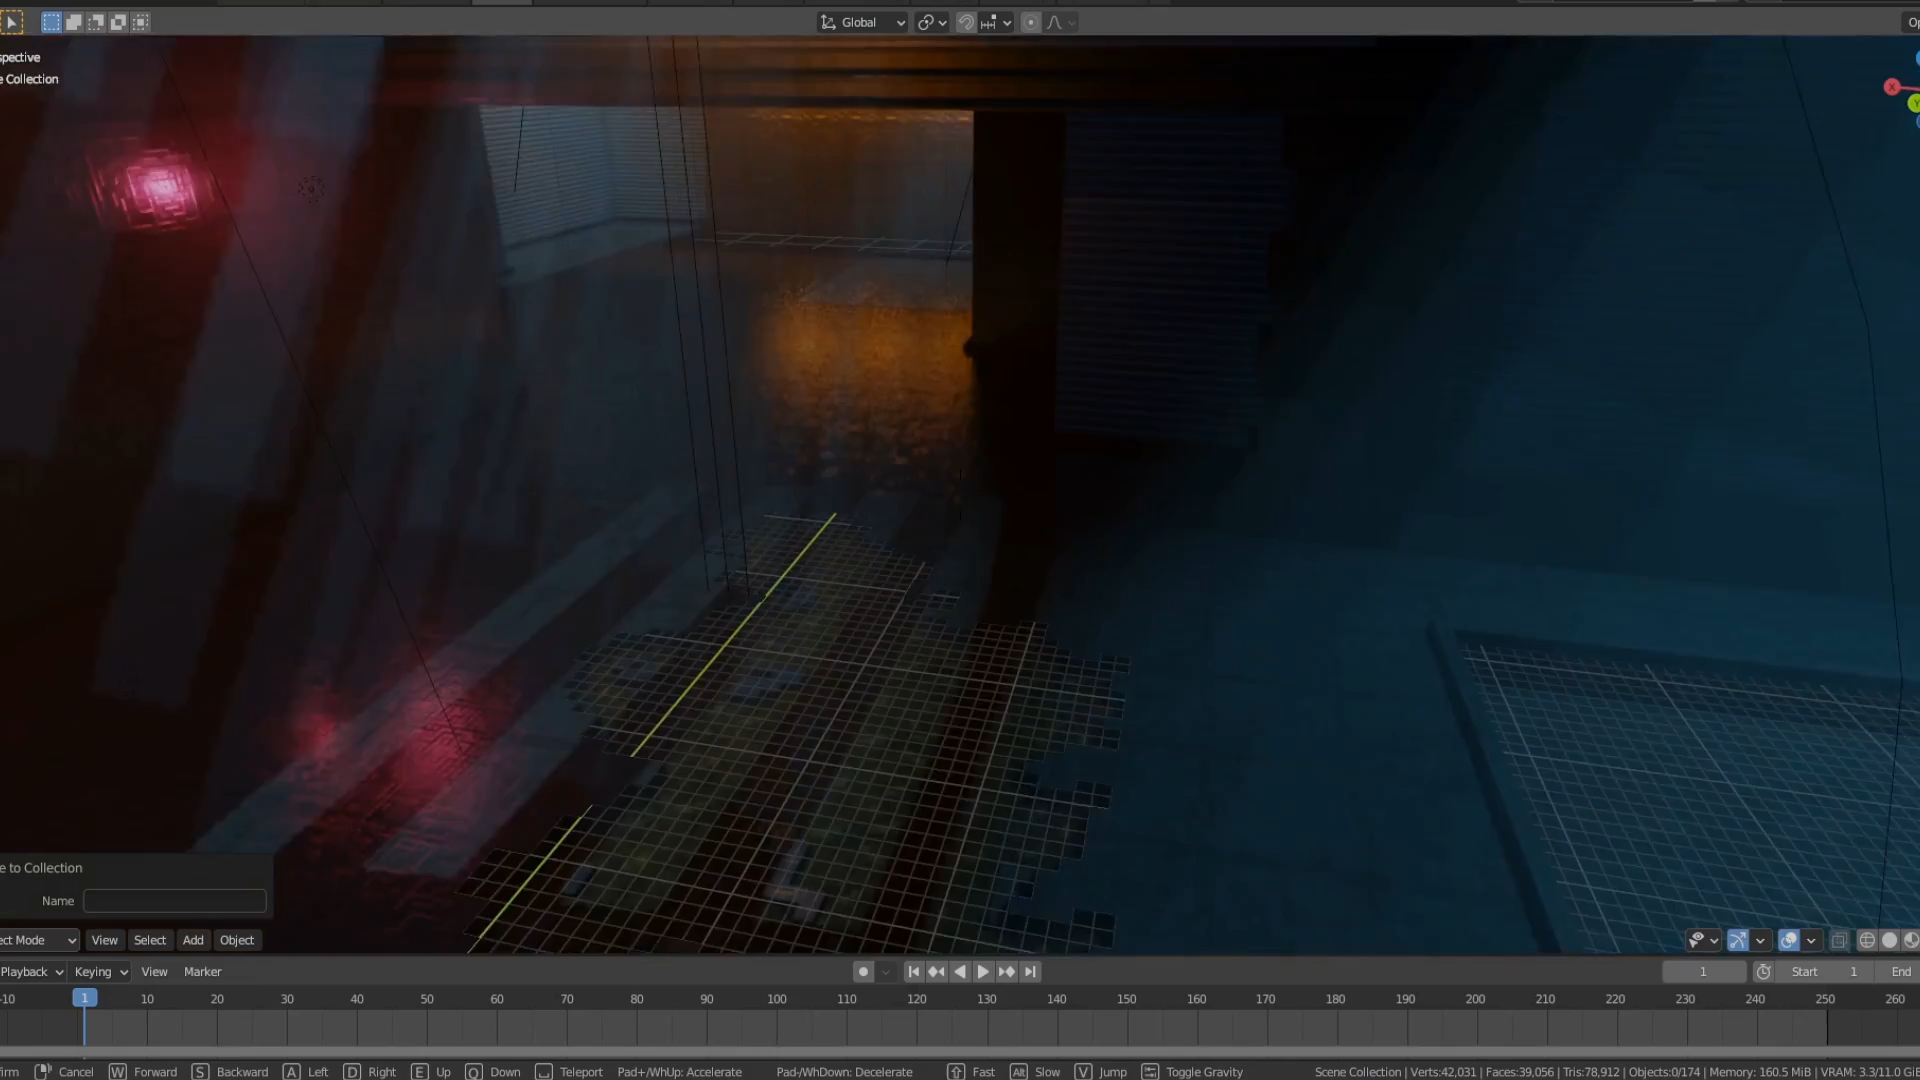 Global
Op
spective
e Collection
X
Y
e to Collection
Name
ect Mode View Select Add Object
Playback Keying View Marker 1 Start 1 End
-10 1 10 20 30 40 50 60 70 80 90 100 110 120 130 140 150 160 170 180 190 200 210 220 230 240 250 260
firm Cancel W Forward S Backward A Left D Right E Up Q Down Teleport Pad+/WhUp: Accelerate Pad-/WhDown: Decelerate Fast Alt Slow V Jump Toggle Gravity Scene Collection | Verts:42,031 | Faces:39,056 | Tris:78,912 | Objects:0/174 | Memory: 160.5 MiB | VRAM: 3.3/11.0 GiB